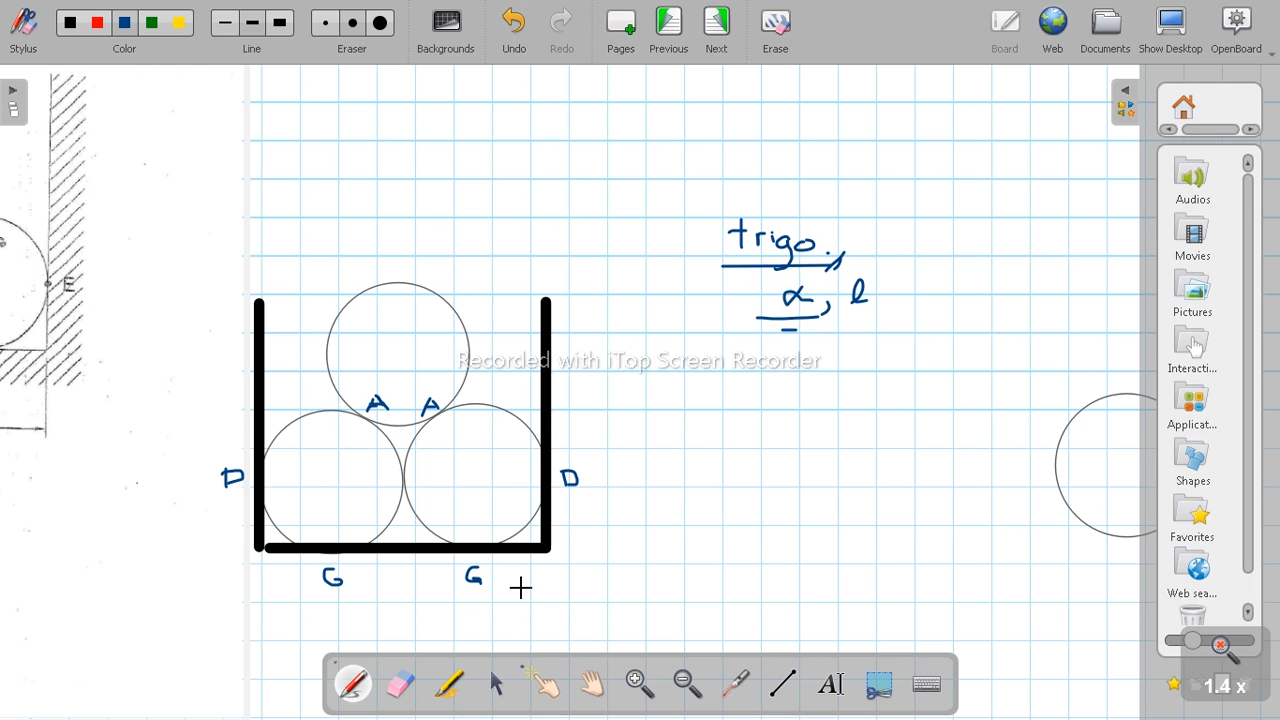 Stylus
Color
Line
Eraser
Backgrounds
Undo
Redo
Pages
Previous
Next
Erase
Board
Web
Documents
Show Desktop
OpenBoard
Audios
Movies
Pictures
Interacti...
Applicat...
Shapes
Favorites
Web sea...
trigo.
α, l
Recorded with iTop Screen Recorder
A A
D D
G G
E
1.4 x